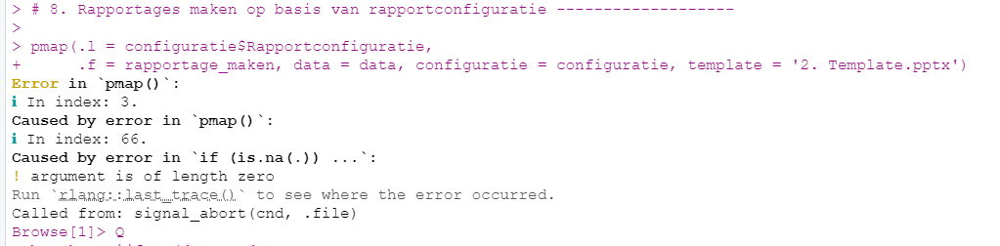 > # 8. Rapportages maken op basis van rapportconfiguratie -------------------
>
> pmap(.l = configuratie$Rapportconfiguratie,
+      .f = rapportage_maken, data = data, configuratie = configuratie, template = '2. Template.pptx')
Error in `pmap()`:
ℹ In index: 3.
Caused by error in `pmap()`:
ℹ In index: 66.
Caused by error in `if (is.na(.)) ...`:
! argument is of length zero
Run `rlang::last_trace()` to see where the error occurred.
Called from: signal_abort(cnd, .file)
Browse[1]> Q